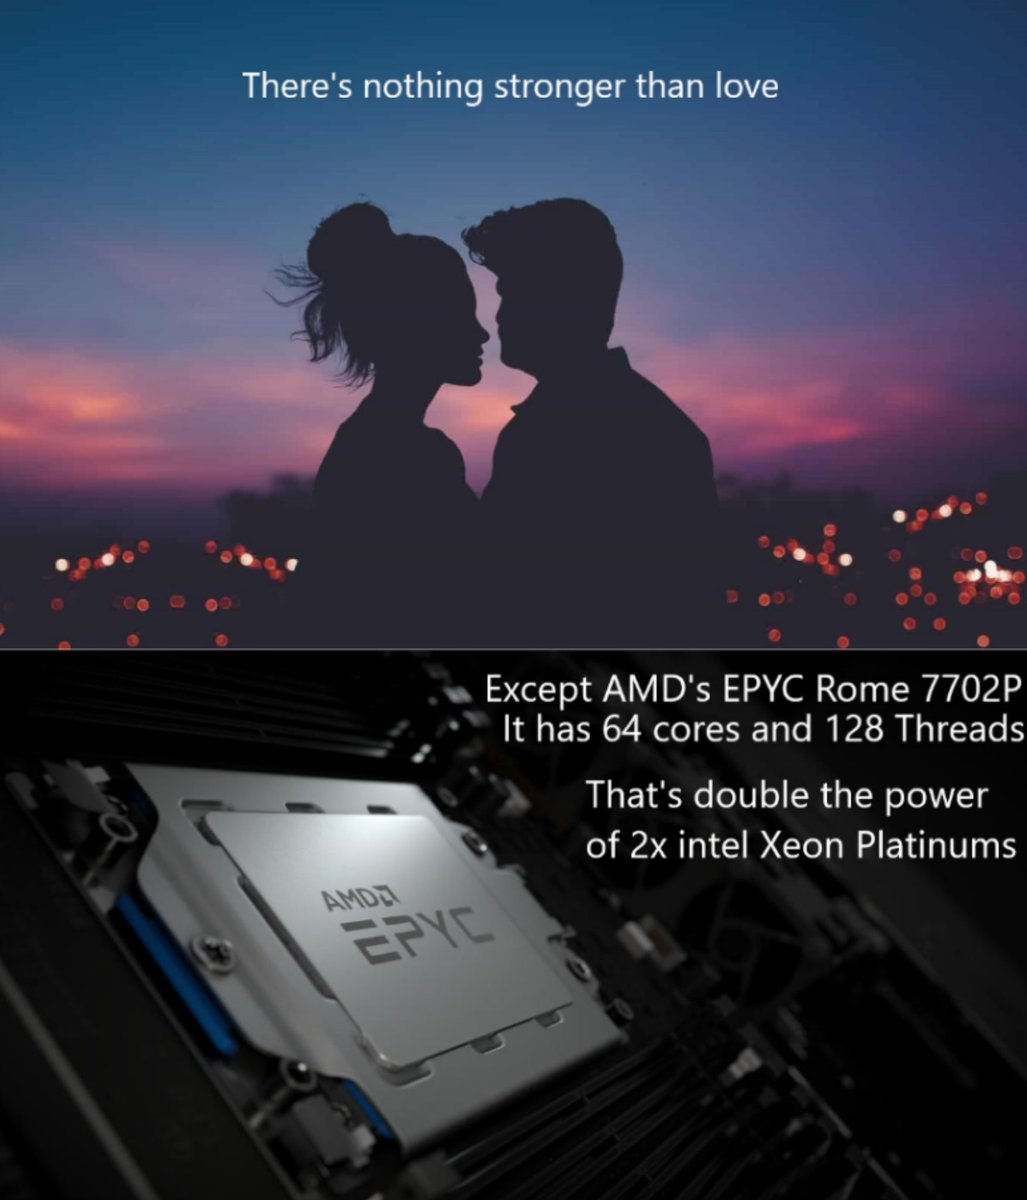 There's nothing stronger than love
Except AMD's EPYC Rome 7702P
It has 64 cores and 128 Threads
That's double the power
of 2x intel Xeon Platinums
AMD
EPYC